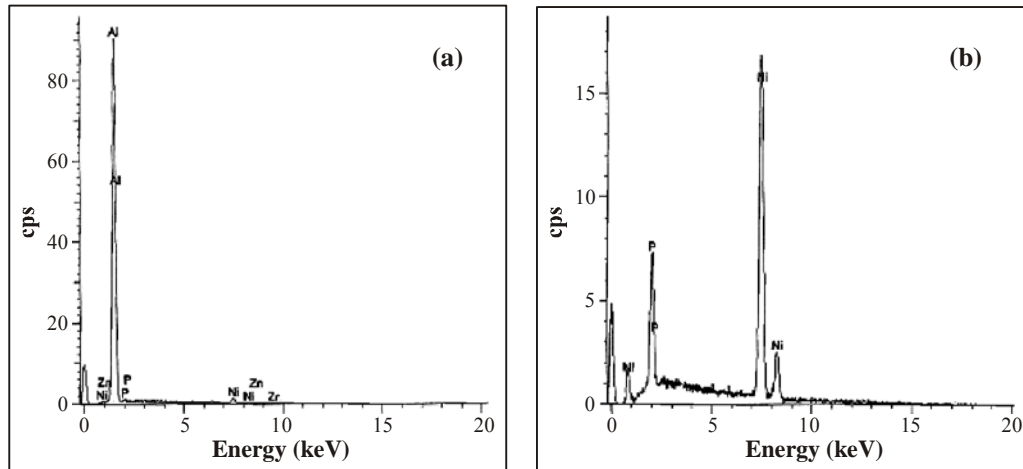 (a)
cps
80
60
40
20
0
Al
Al
Zn
Ni
P
P
Ni
Zn
Ni
Zr
0 5 10 15 20
Energy (keV)
(b)
cps
15
10
5
0
Ni
P
P
Ni
Ni
0 5 10 15 20
Energy (keV)